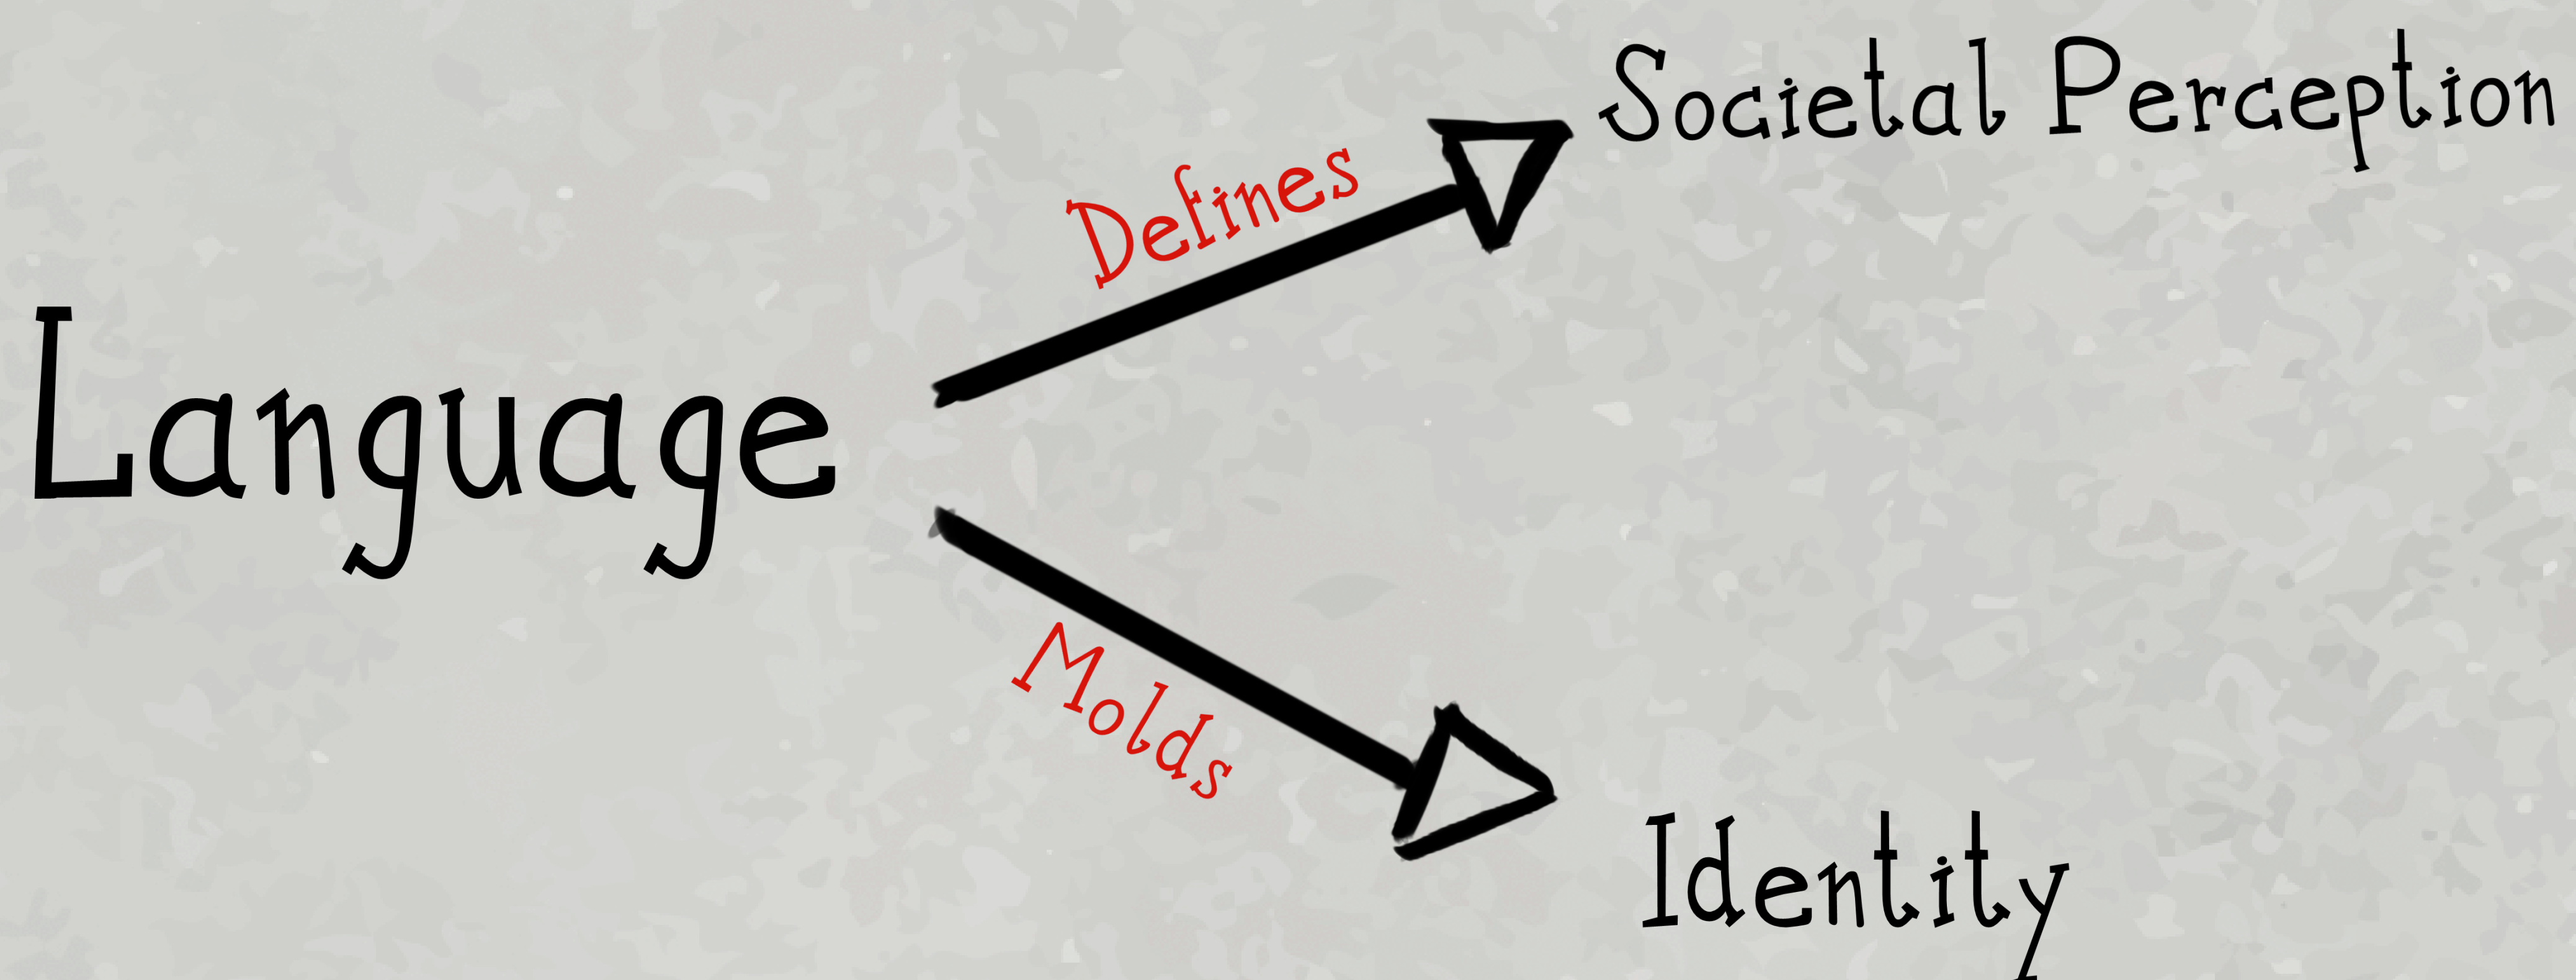 Societal Perception
Defines
Language
Molds
Identity